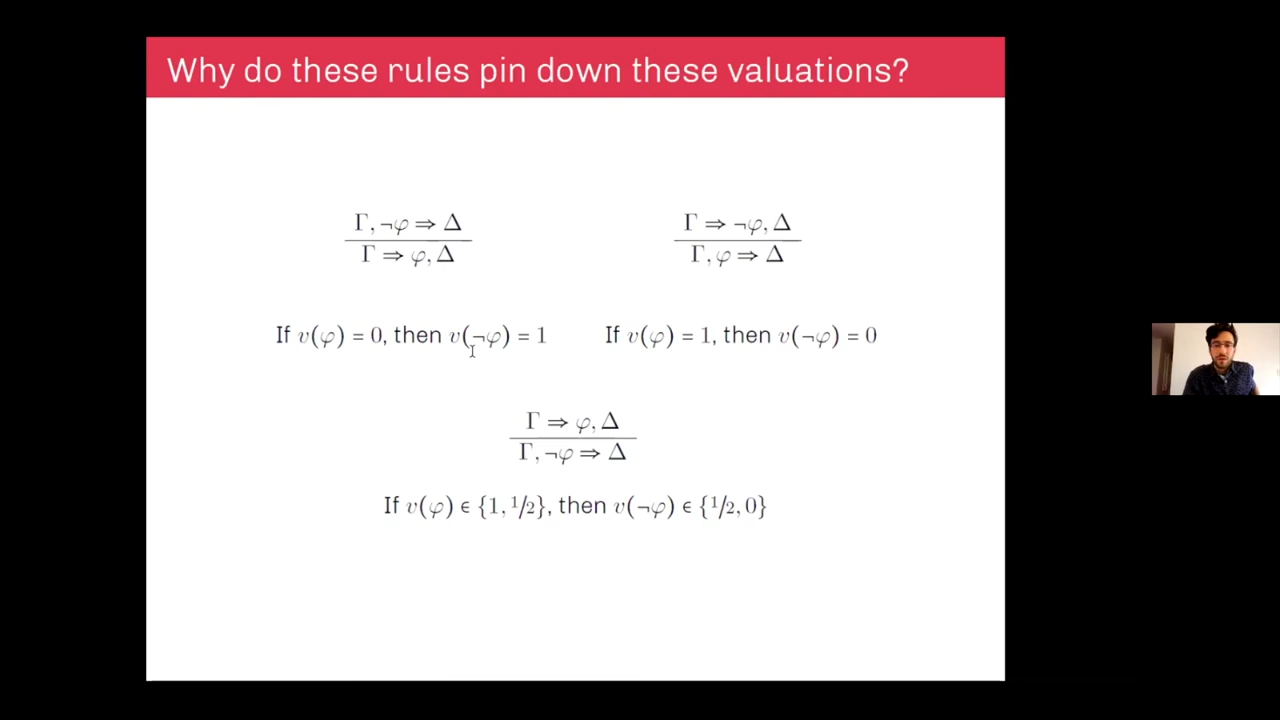 Why do these rules pin down these valuations?
Γ, ¬φ ⇒ Δ
Γ ⇒ φ, Δ
Γ ⇒ ¬φ, Δ
Γ, φ ⇒ Δ
If v(φ) = 0, then v(¬φ) = 1
If v(φ) = 1, then v(¬φ) = 0
Γ ⇒ φ, Δ
Γ, ¬φ ⇒ Δ
If v(φ) ∈ {1, 1/2}, then v(¬φ) ∈ {1/2, 0}